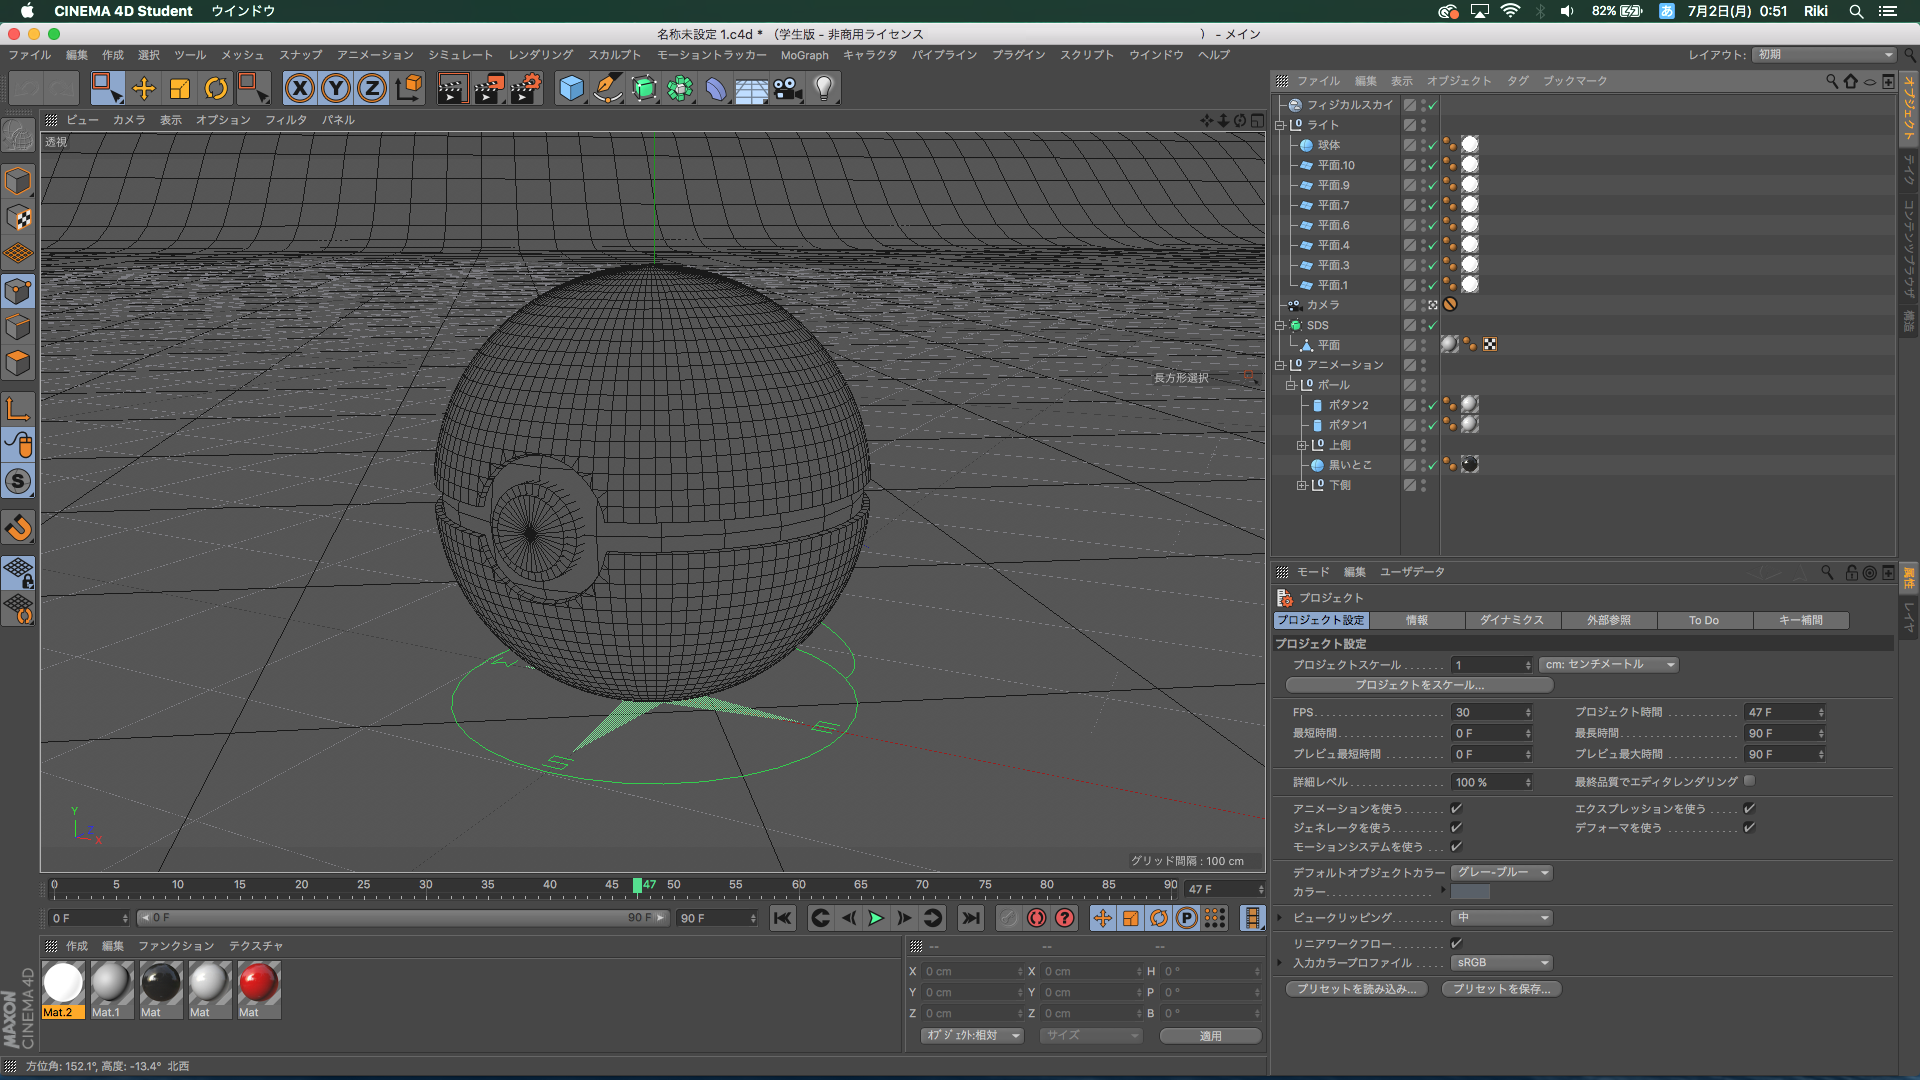 CINEMA 4D Student ウインドウ 82% あ 7月2日(月) 0:51 Riki
名称未設定 1.c4d * （学生版 - 非商用ライセンス ） - メイン
ファイル 編集 作成 選択 ツール メッシュ スナップ アニメーション シミュレート レンダリング スカルプト モーショントラッカー MoGraph キャラクタ パイプライン プラグイン スクリプト ウインドウ ヘルプ レイアウト: 初期
X Y Z
ファイル 編集 表示 オブジェクト タグ ブックマーク
ビュー カメラ 表示 オプション フィルタ パネル
透視
フィジカルスカイ
ライト
球体
平面.10
平面.9
平面.7
平面.6
平面.4
平面.3
平面.1
カメラ
SDS
平面
アニメーション
ボール
ボタン2
ボタン1
上側
黒いとこ
下側
オブジェクト
テイク
コンテンツブラウザ
構造
長方形選択
Y
Z
X
グリッド間隔 : 100 cm
モード 編集 ユーザデータ
属性
レイヤ
プロジェクト
プロジェクト設定 情報 ダイナミクス 外部参照 To Do キー補間
プロジェクト設定
プロジェクトスケール 1 cm: センチメートル
プロジェクトをスケール...
FPS 30 プロジェクト時間 47 F
最短時間 0 F 最長時間 90 F
プレビュ最短時間 0 F プレビュ最大時間 90 F
詳細レベル 100 % 最終品質でエディタレンダリング
アニメーションを使う エクスプレッションを使う
ジェネレータを使う デフォーマを使う
モーションシステムを使う
デフォルトオブジェクトカラー グレー-ブルー
カラー
ビュークリッピング 中
リニアワークフロー
入力カラープロファイル sRGB
プリセットを読み込み... プリセットを保存...
0 5 10 15 20 25 30 35 40 45 47 50 55 60 65 70 75 80 85 90 47 F
0 F 0 F 90 F 90 F
作成 編集 ファンクション テクスチャ
-- -- --
Mat.2 Mat.1 Mat Mat Mat
X 0 cm X 0 cm H 0 °
Y 0 cm Y 0 cm P 0 °
Z 0 cm Z 0 cm B 0 °
オブジェクト:相対 サイズ 適用
MAXON CINEMA 4D
方位角: 152.1°, 高度: -13.4° 北西